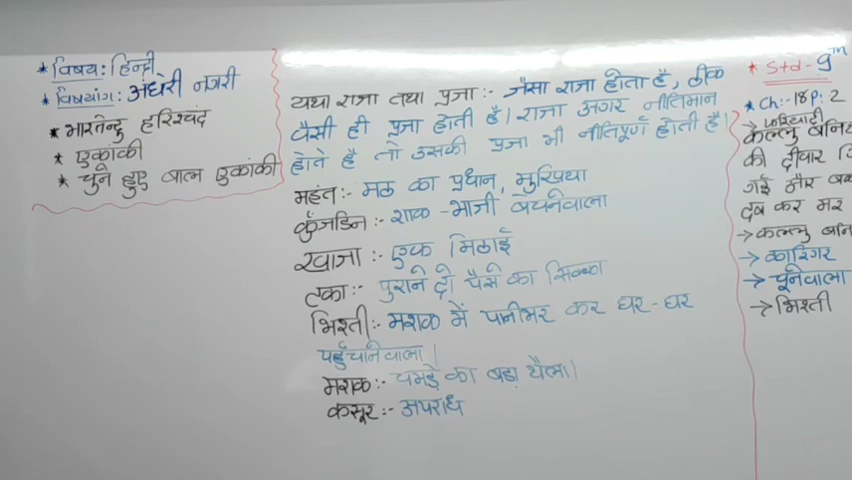 * विषय: हिन्दी
* विषयांग: अंधेरी नगरी
* भारतेन्दु हरिश्चंद
* एकांकी
* चुने हुए बाल एकांकी
यथा राजा तथा प्रजा :- जैसा राजा होता है, ठीक
वैसी ही प्रजा होती है। राजा अगर नीतिमान
होते है तो उसकी प्रजा भी नीतिपूर्ण होती है।
महंत:- मठ का प्रधान,
कुँजडिन:- शाक-भाजी बेचनेवाला
खाजा :- एक मिठाई
टका:- पुराने दो पैसे का सिक्का
भिश्ती:- मशक में पानीभर कर घर-घर
पहुँचानेवाला।
मशक:- चमड़े का बड़ा थैला।
कसूर:- अपराध
* Std-9th
* Ch:-18 P: 2
→ फरियादी
कल्लु बनि
की दीवार
गई और बक
दब कर मर
→ कल्लु बनि
→ कारिगर
→ चूनेवाला
→ भिश्ती